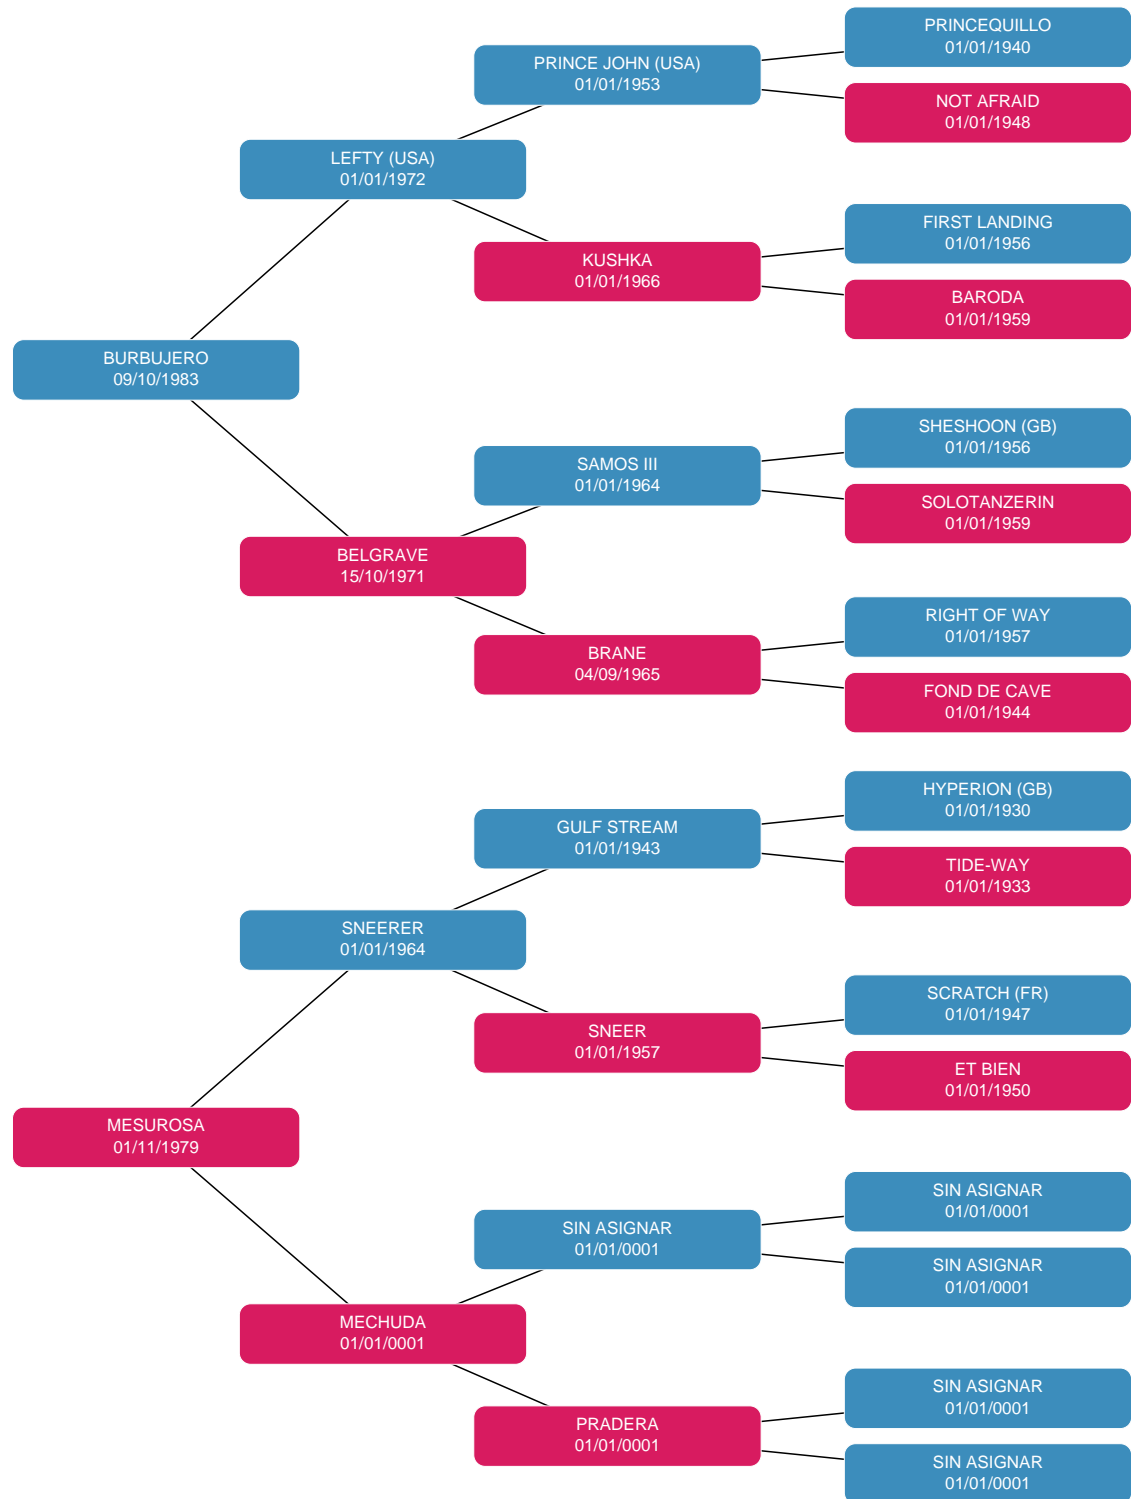 PRINCEQUILLO
01/01/1940
PRINCE JOHN (USA)
01/01/1953
NOT AFRAID
01/01/1948
LEFTY (USA)
01/01/1972
FIRST LANDING
01/01/1956
KUSHKA
01/01/1966
BARODA
01/01/1959
BURBUJERO
09/10/1983
SHESHOON (GB)
01/01/1956
SAMOS III
01/01/1964
SOLOTANZERIN
01/01/1959
BELGRAVE
15/10/1971
RIGHT OF WAY
01/01/1957
BRANE
04/09/1965
FOND DE CAVE
01/01/1944
HYPERION (GB)
01/01/1930
GULF STREAM
01/01/1943
TIDE-WAY
01/01/1933
SNEERER
01/01/1964
SCRATCH (FR)
01/01/1947
SNEER
01/01/1957
ET BIEN
01/01/1950
MESUROSA
01/11/1979
SIN ASIGNAR
01/01/0001
SIN ASIGNAR
01/01/0001
SIN ASIGNAR
01/01/0001
MECHUDA
01/01/0001
SIN ASIGNAR
01/01/0001
PRADERA
01/01/0001
SIN ASIGNAR
01/01/0001